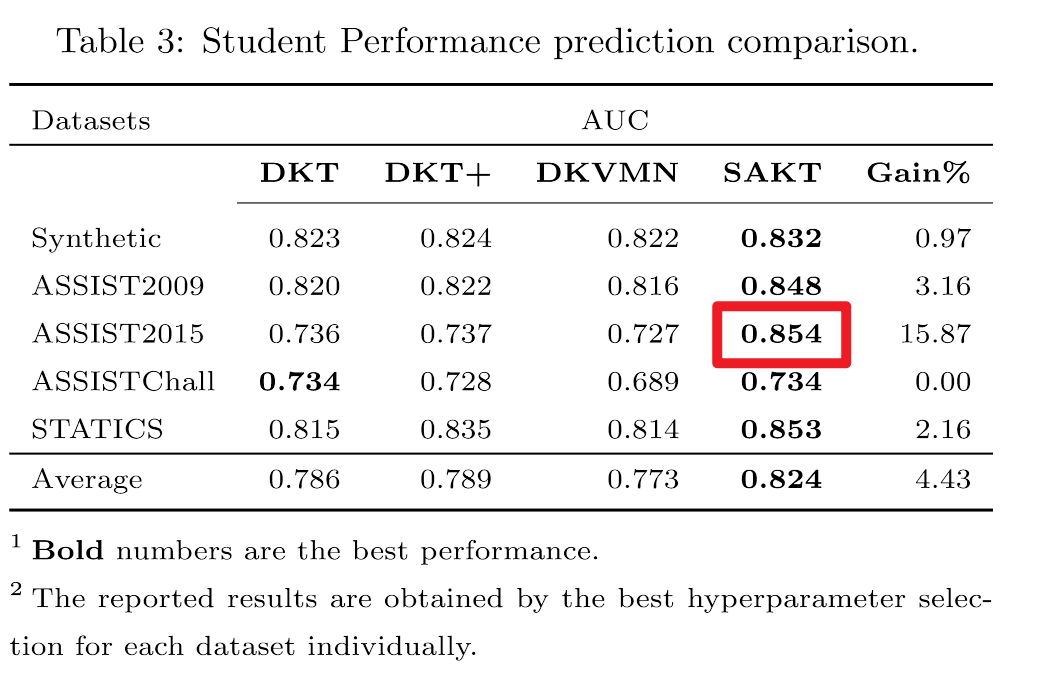 Table 3: Student Performance prediction comparison.
Datasets AUC
DKT DKT+ DKVMN SAKT Gain%
Synthetic 0.823 0.824 0.822 0.832 0.97
ASSIST2009 0.820 0.822 0.816 0.848 3.16
ASSIST2015 0.736 0.737 0.727 0.854 15.87
ASSISTChall 0.734 0.728 0.689 0.734 0.00
STATICS 0.815 0.835 0.814 0.853 2.16
Average 0.786 0.789 0.773 0.824 4.43
1 Bold numbers are the best performance.
2 The reported results are obtained by the best hyperparameter selec-
tion for each dataset individually.